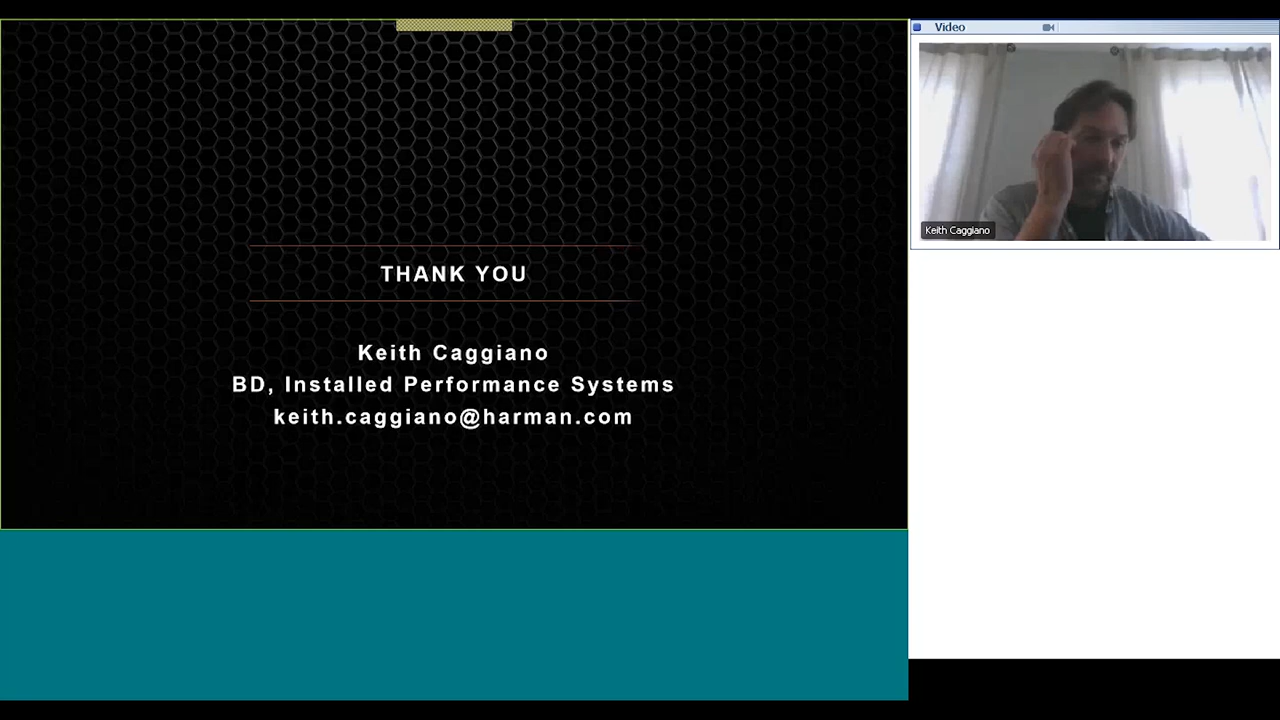 THANK YOU
Keith Caggiano
BD, Installed Performance Systems
keith.caggiano@harman.com
Video
Keith Caggiano